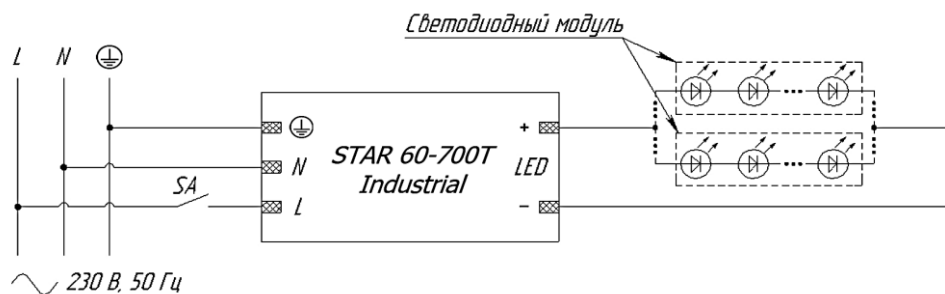 Светодиодный модуль
L N
+
STAR 60-700T
Industrial
N
LED
SA
L
-
230 В, 50 Гц